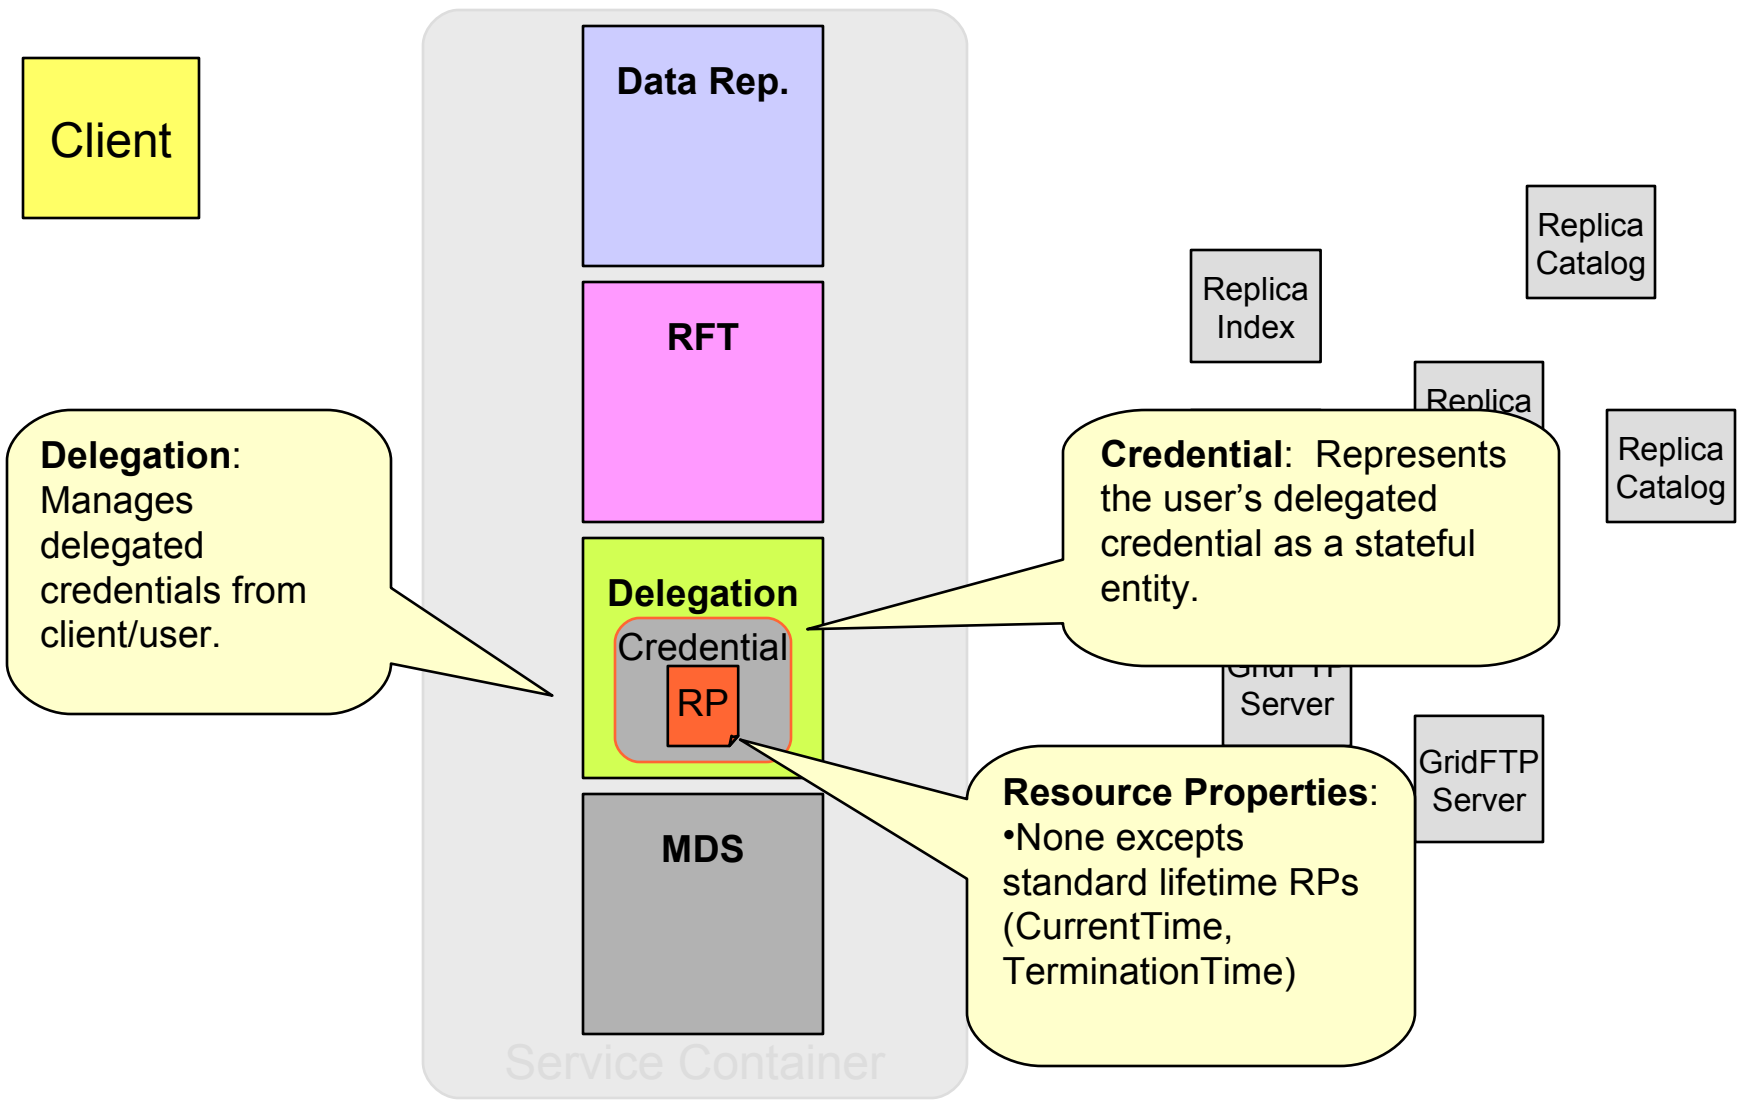 Data Rep.
Client
Replica
Catalog
Replica
Index
RFT
Replica
Replica
Catalog
Delegation:
Manages
delegated
credentials from
client/user.
Credential:  Represents
the user’s delegated
credential as a stateful
entity.
Delegation
Credential
RP
GridFTP
Server
GridFTP
Server
Resource Properties:
•None excepts
standard lifetime RPs
(CurrentTime,
TerminationTime)
MDS
Service Container